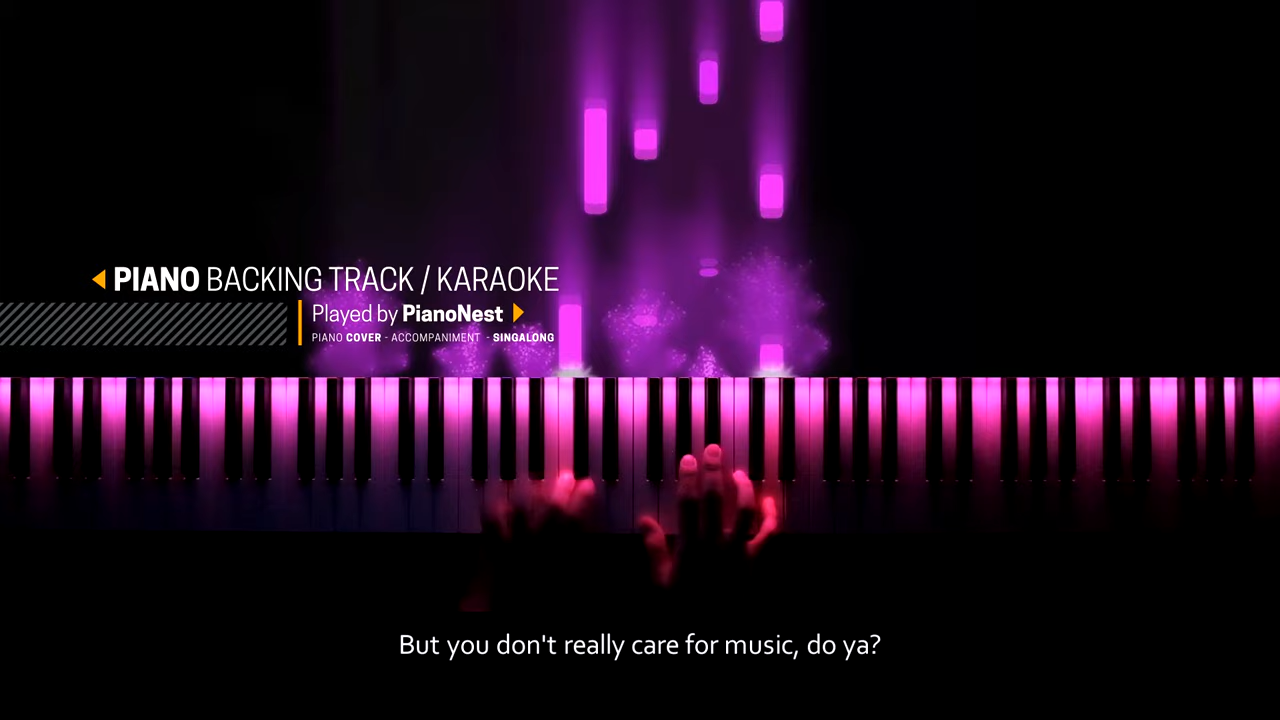 PIANO BACKING TRACK / KARAOKE
Played by PianoNest
PIANO COVER - ACCOMPANIMENT - SINGALONG
But you don't really care for music, do ya?